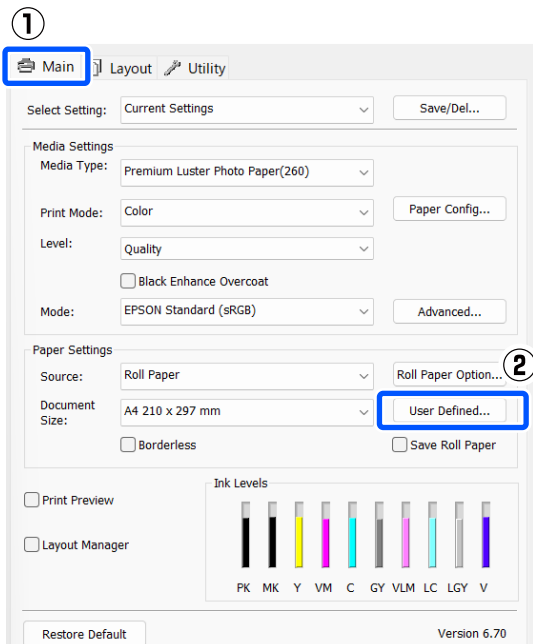 ①
Main Layout Utility
Select Setting: Current Settings Save/Del...
Media Settings
Media Type: Premium Luster Photo Paper(260)
Print Mode: Color Paper Config...
Level: Quality
Black Enhance Overcoat
Mode: EPSON Standard (sRGB) Advanced...
Paper Settings
②
Source: Roll Paper Roll Paper Option...
Document
Size: A4 210 x 297 mm User Defined...
Borderless Save Roll Paper
Ink Levels
Print Preview
Layout Manager
PK MK Y VM C GY VLM LC LGY V
Restore Default Version 6.70